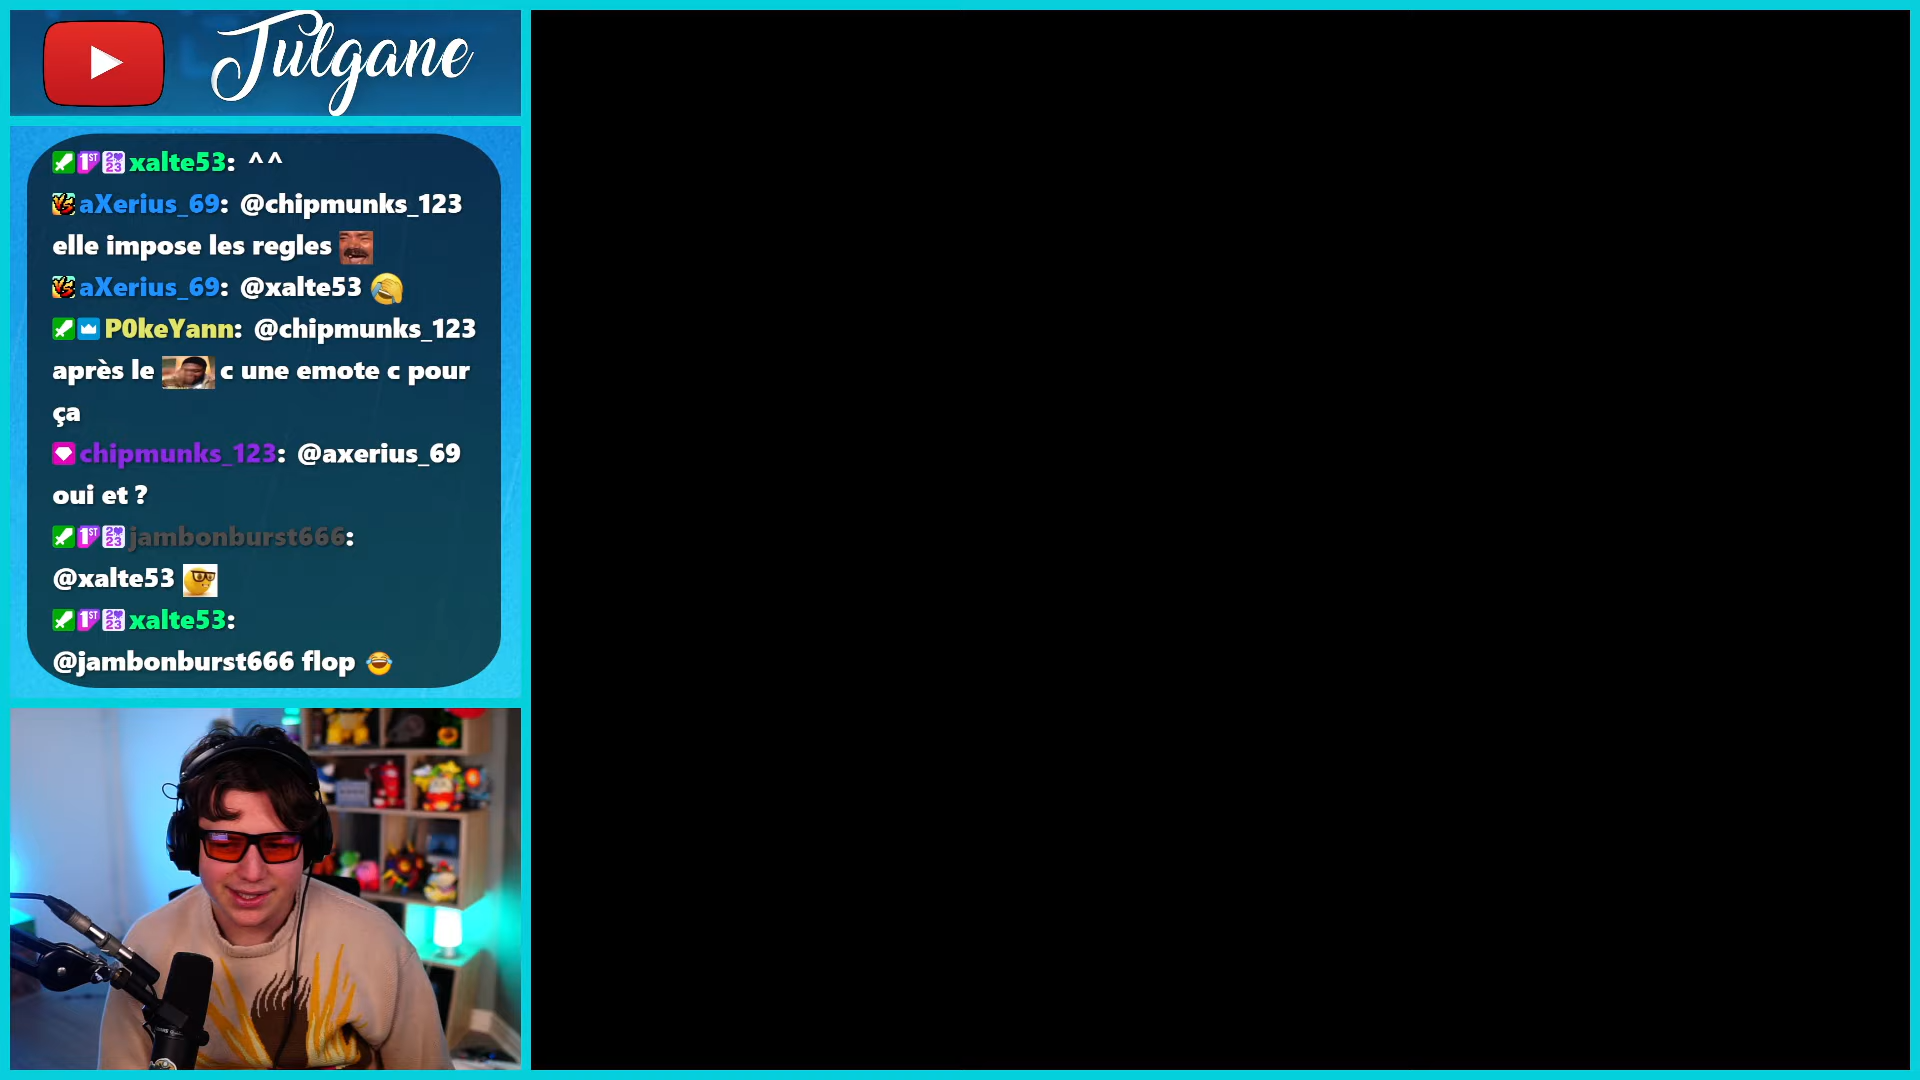 Julgane
xalte53: ^^
aXerius_69: @chipmunks_123
elle impose les regles
aXerius_69: @xalte53
P0keYann: @chipmunks_123
après le c une emote c pour
ça
chipmunks_123: @axerius_69
oui et ?
jambonburst666:
@xalte53
xalte53:
@jambonburst666 flop